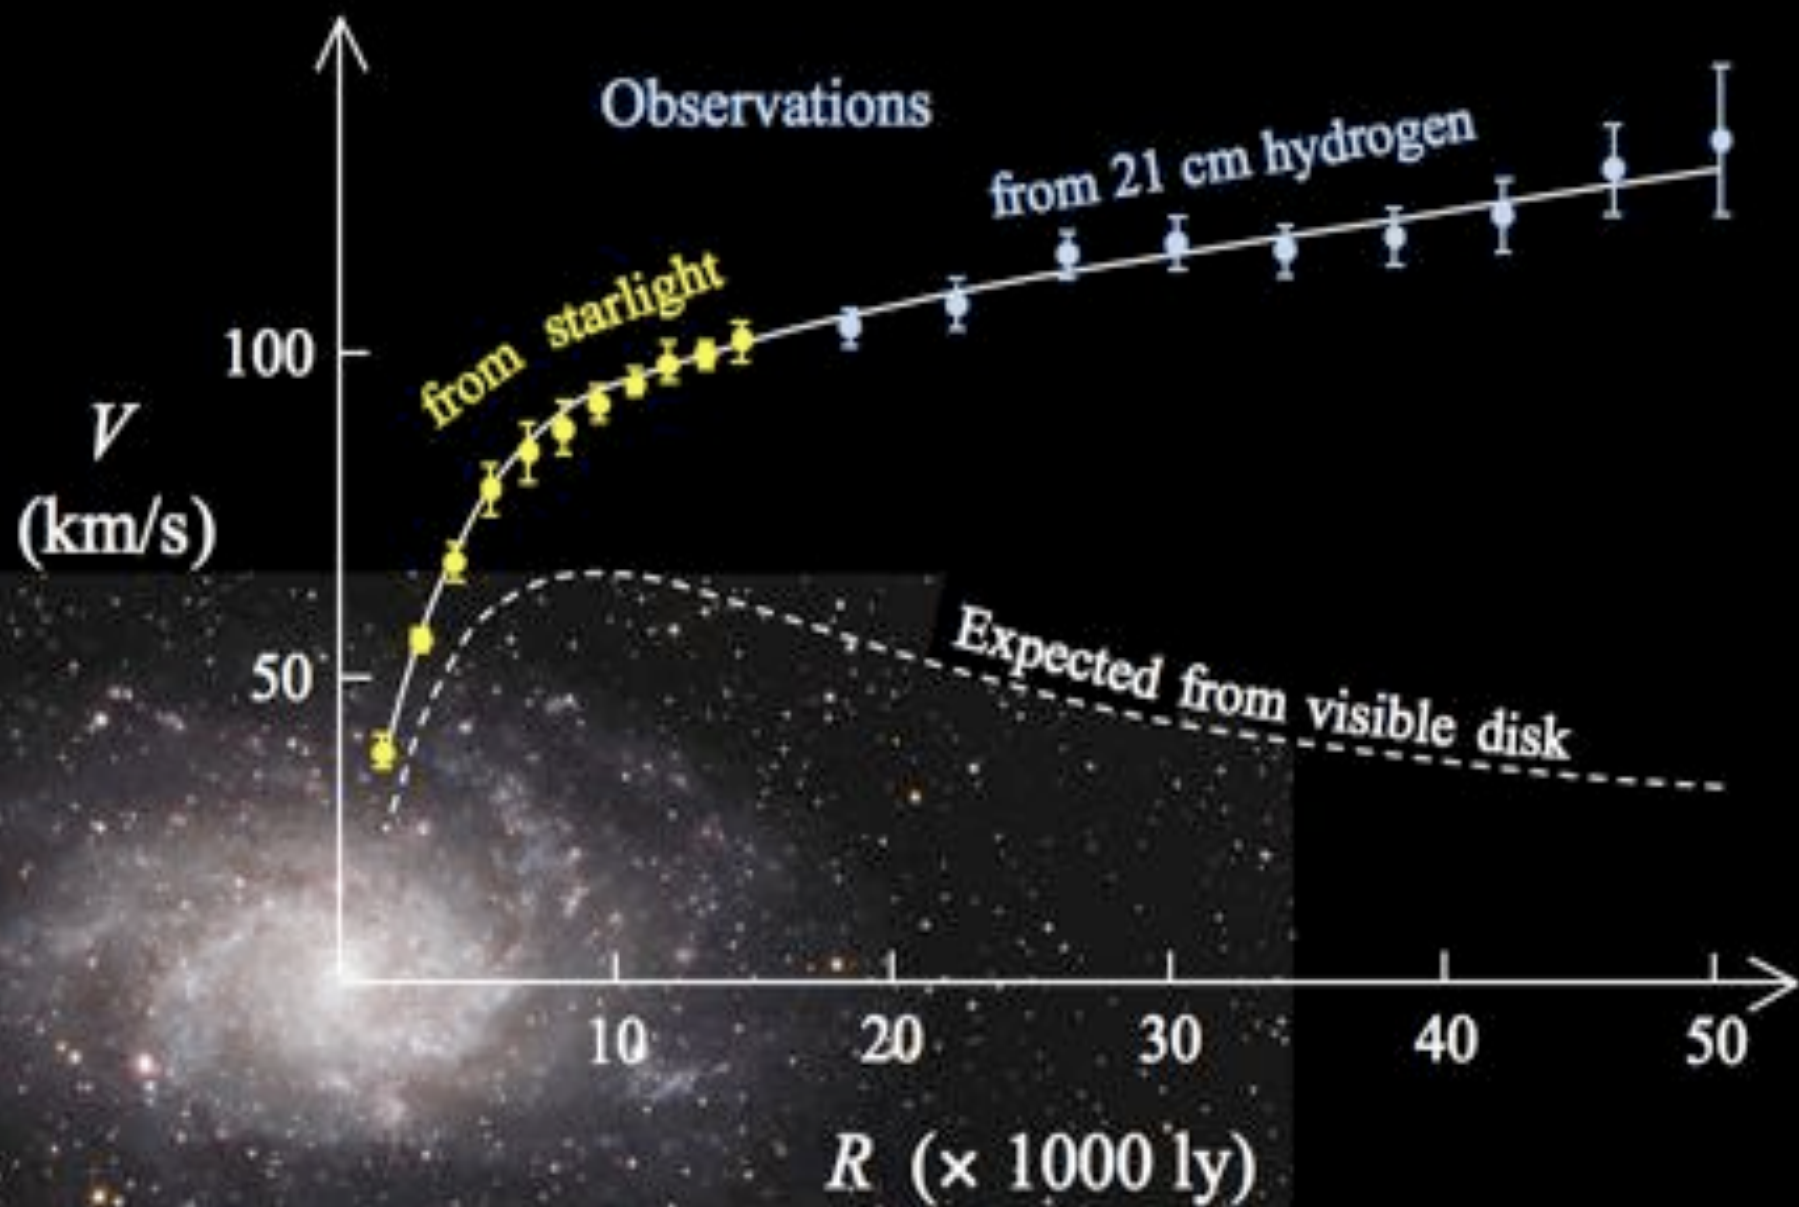 Observations
from 21 cm hydrogen
from starlight
100
V
(km/s)
50
Expected from visible disk
10
20
30
40
50
R (× 1000 ly)